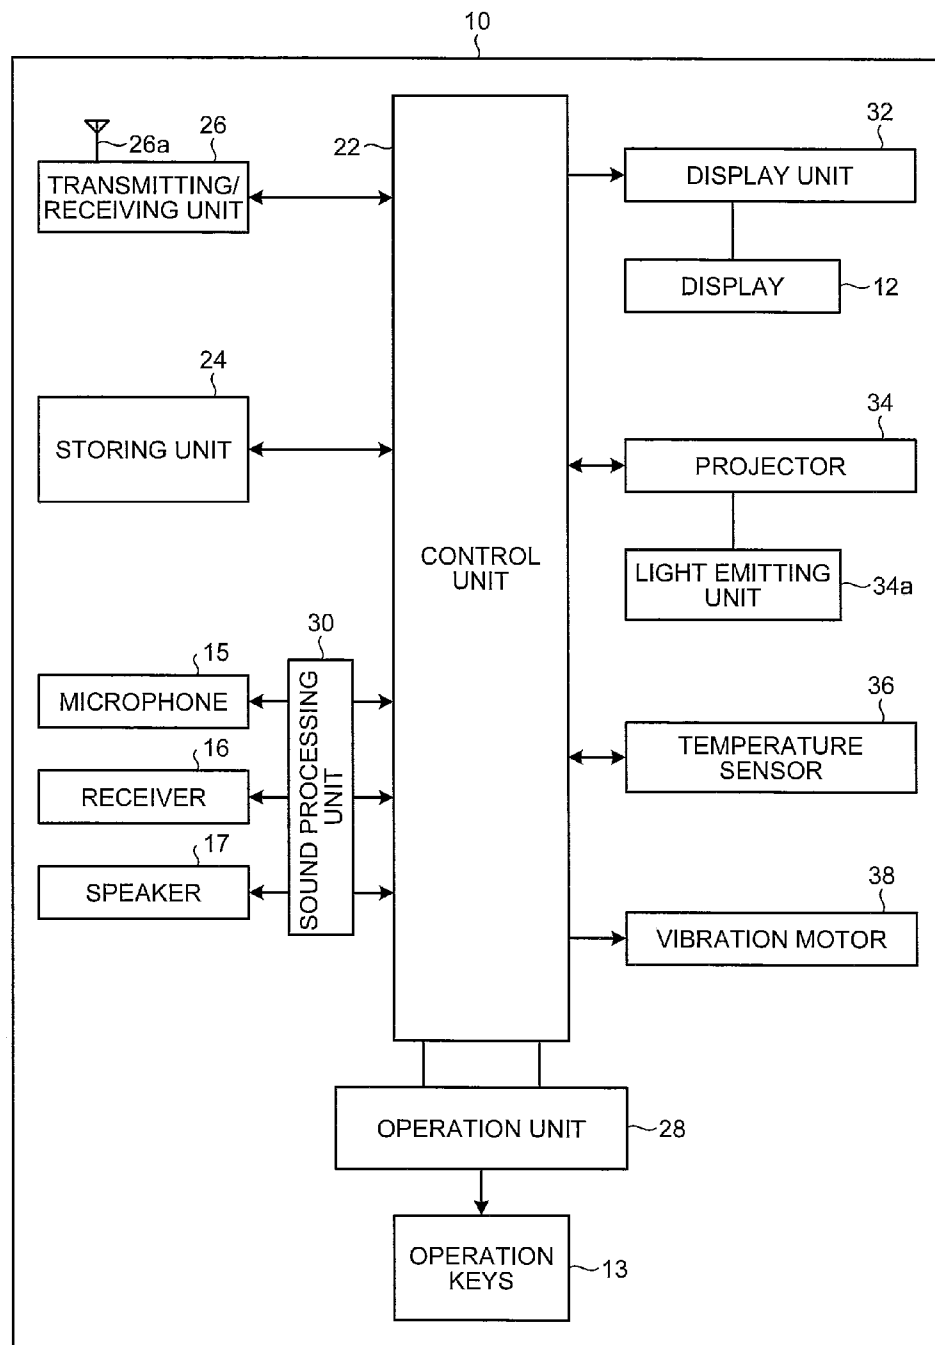 10
26a
26
TRANSMITTING/
RECEIVING UNIT
22
32
DISPLAY UNIT
DISPLAY
12
24
STORING UNIT
34
PROJECTOR
LIGHT EMITTING
UNIT
34a
CONTROL
UNIT
30
SOUND PROCESSING
UNIT
15
MICROPHONE
16
RECEIVER
17
SPEAKER
36
TEMPERATURE
SENSOR
38
VIBRATION MOTOR
OPERATION UNIT
28
OPERATION
KEYS
13